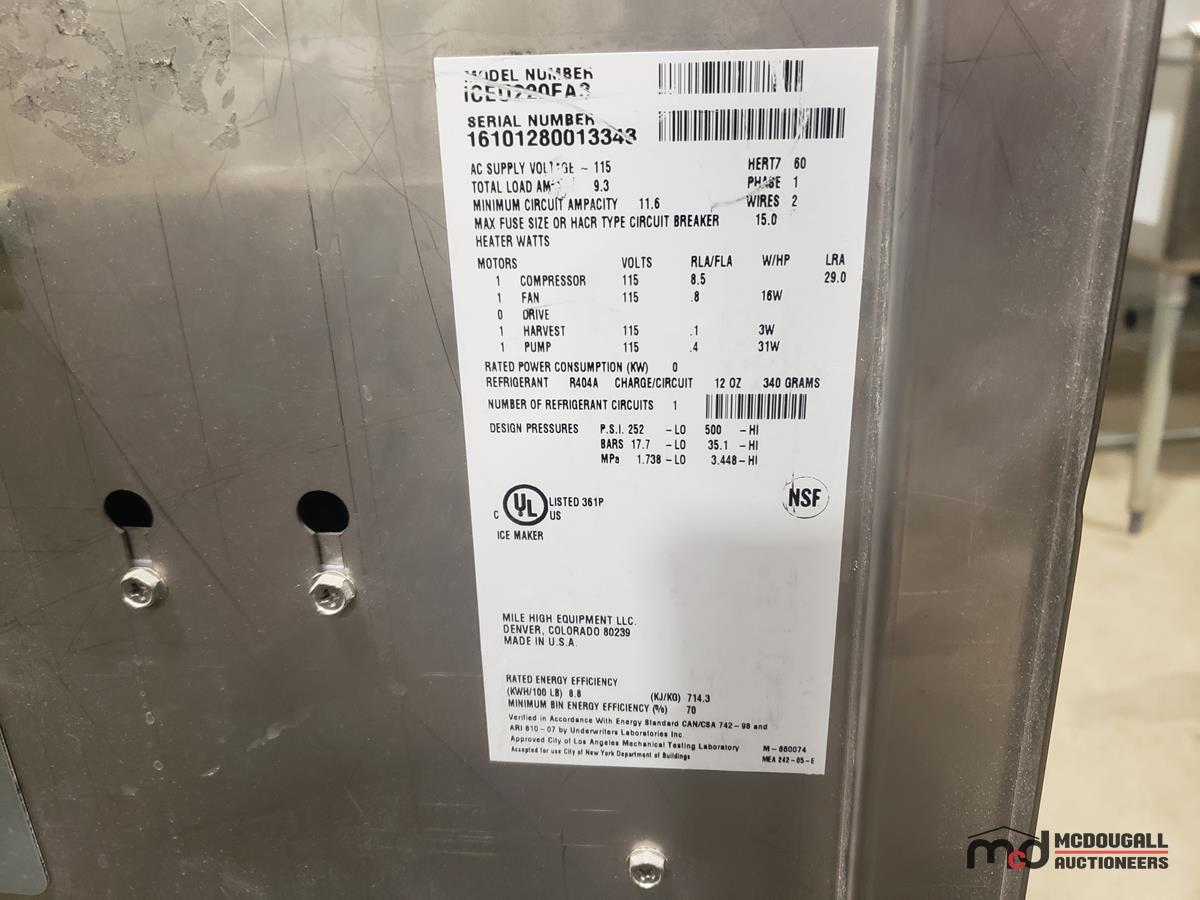 MODEL NUMBER
ICEU220FA3
SERIAL NUMBER
16101280013343
AC SUPPLY VOLTAGE ~ 115 HERTZ 60
TOTAL LOAD 9.3 PHASE 1
MINIMUM CIRCUIT AMPACITY 11.6 WIRES 2
MAX FUSE SIZE OR HACR TYPE CIRCUIT BREAKER 15.0
HEATER WATTS
MOTORS VOLTS RLA/FLA W/HP LRA
1 COMPRESSOR 115 8.5 29.0
1 FAN 115 .8 16W
0 DRIVE
1 HARVEST 115 .1 3W
1 PUMP 115 .4 31W
RATED POWER CONSUMPTION (KW) 0
REFRIGERANT R404A CHARGE/CIRCUIT 12 OZ 340 GRAMS
NUMBER OF REFRIGERANT CIRCUITS 1
DESIGN PRESSURES P.S.I. 252 -LO 500 -HI
BARS 17.7 -LO 35.1 -HI
MPa 1.738-LO 3.448-HI
C UL US LISTED 361P
NSF
ICE MAKER
MILE HIGH EQUIPMENT LLC.
DENVER, COLORADO 80239
MADE IN U.S.A.
RATED ENERGY EFFICIENCY
(KWH/100 LB) 8.8 (KJ/KG) 714.3
MINIMUM BIN ENERGY EFFICIENCY (%) 70
Verified in Accordance With Energy Standard CAN/CSA 742-98 and
ARI 810-07 by Underwriters Laboratories Inc.
Approved City of Los Angeles Mechanical Testing Laboratory M-860074
Accepted for use City of New York Department of Buildings MEA 242-05-E
mcd MCDOUGALL
AUCTIONEERS